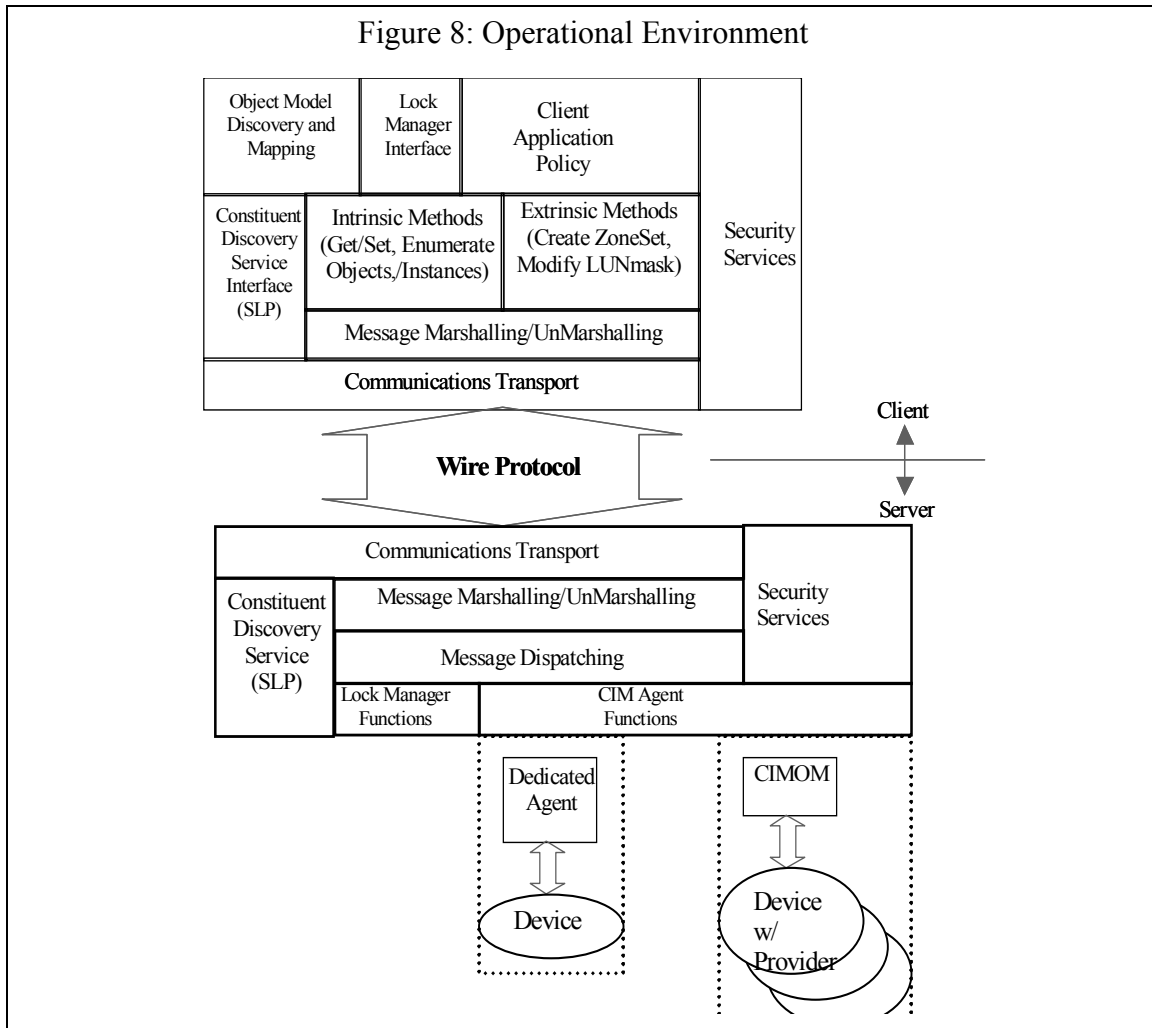 Figure 8: Operational Environment
Object Model
Discovery and
Mapping
Lock
Manager
Interface
Client
Application
Policy
Constituent
Discovery
Service
Interface
(SLP)
Intrinsic Methods
(Get/Set, Enumerate
Objects,/Instances)
Extrinsic Methods
(Create ZoneSet,
Modify LUNmask)
Security
Services
Message Marshalling/UnMarshalling
Communications Transport
Client
Wire Protocol
Server
Communications Transport
Constituent
Discovery
Service
(SLP)
Message Marshalling/UnMarshalling
Security
Services
Message Dispatching
Lock Manager
Functions
CIM Agent
Functions
Dedicated
Agent
CIMOM
Device
Device
w/
Provider